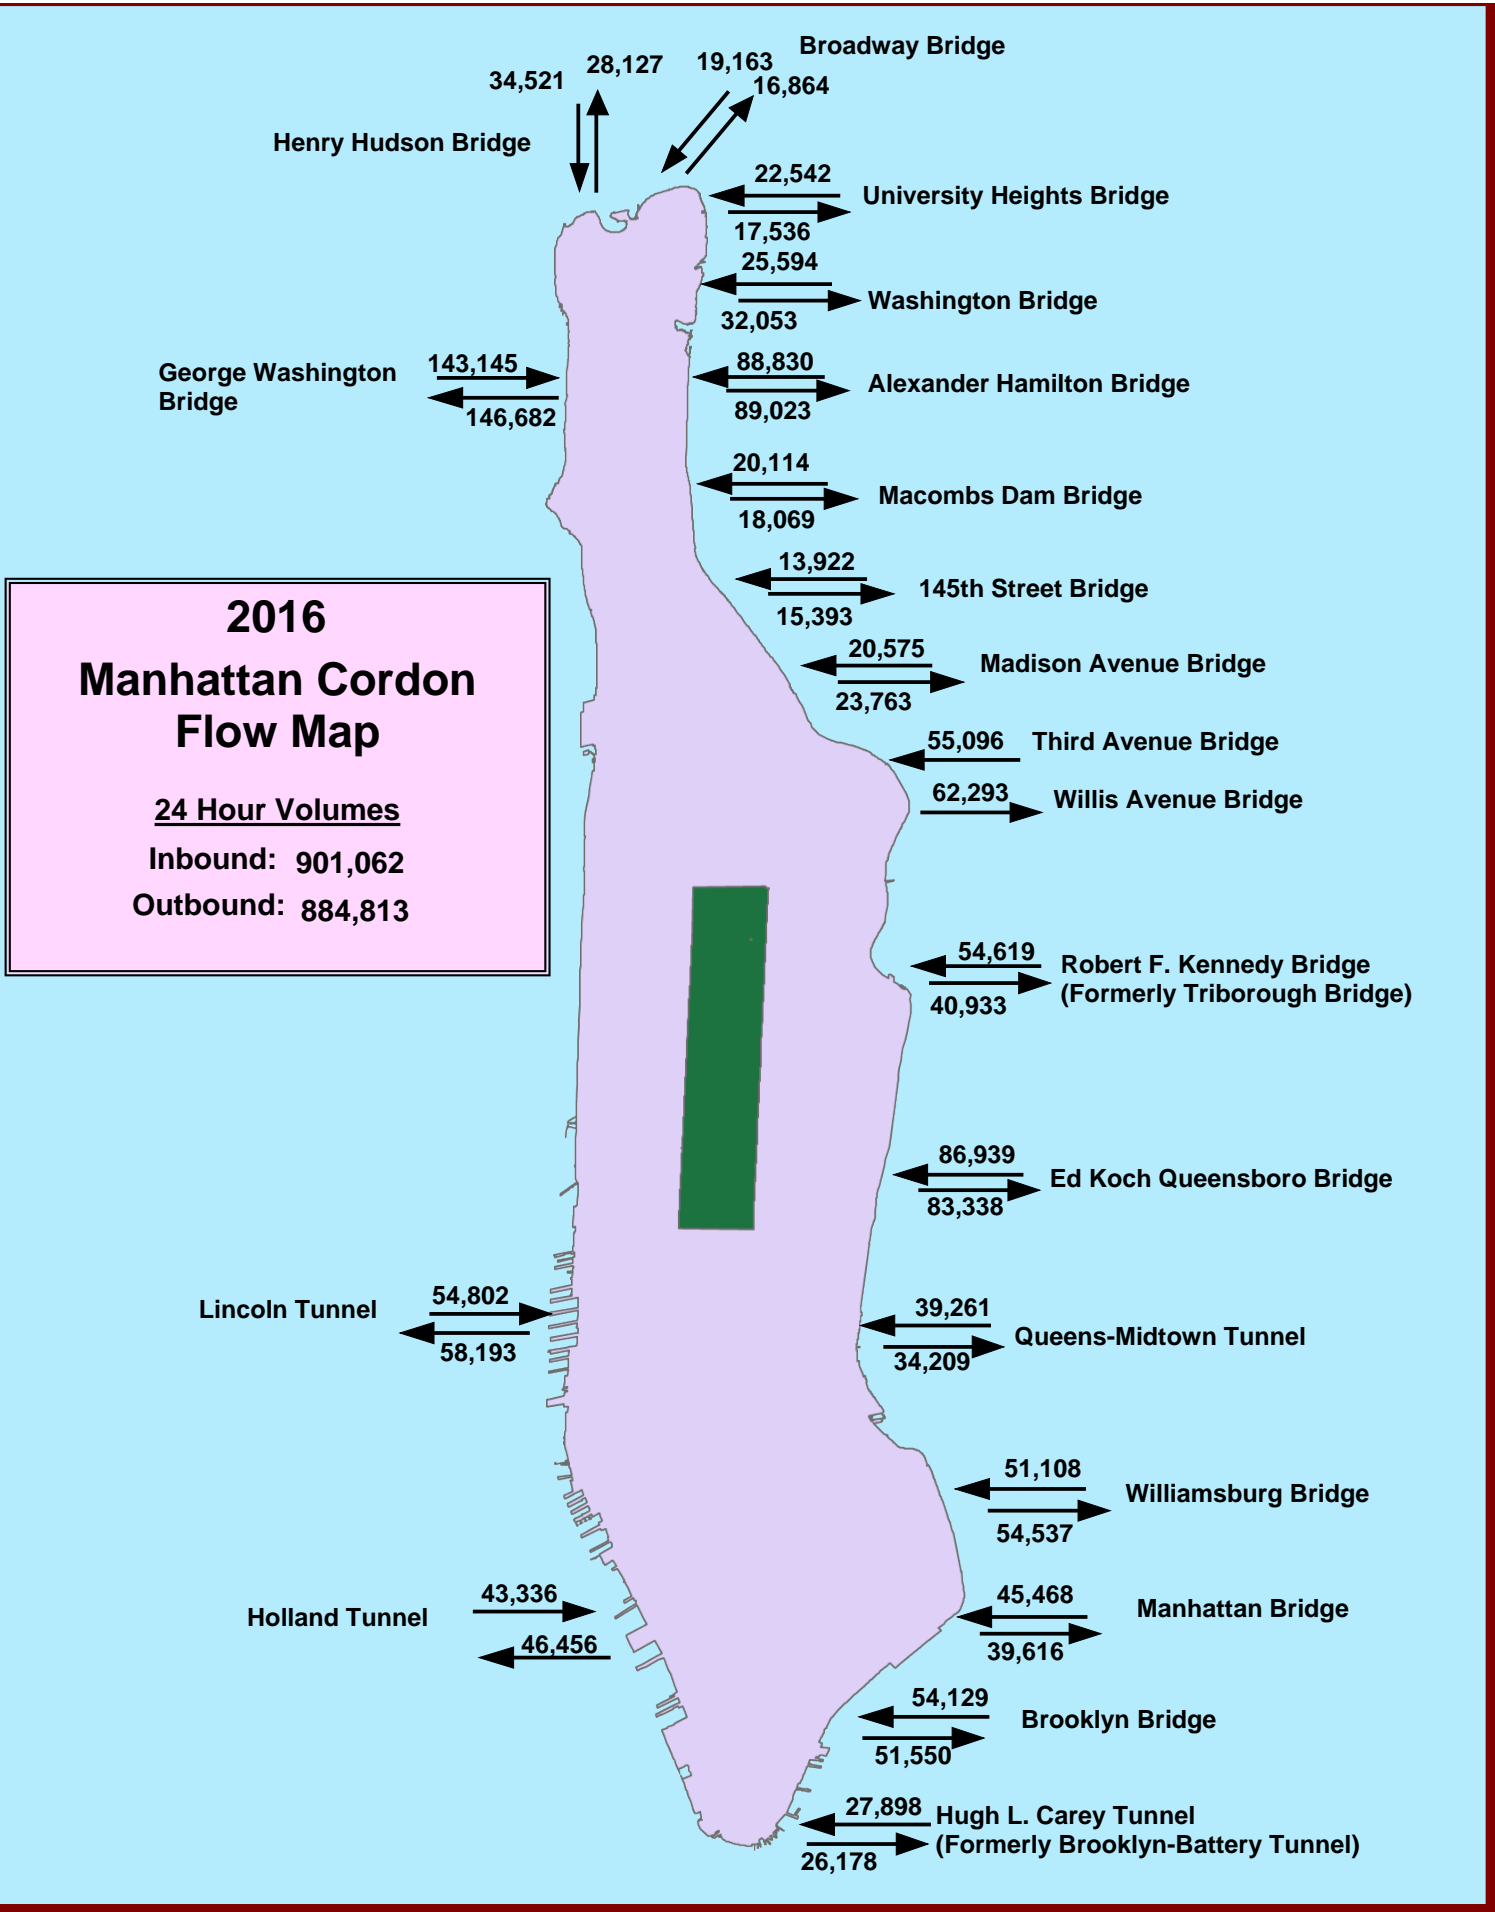 Broadway Bridge
19,163
16,864
28,127
34,521
Henry Hudson Bridge
22,542
University Heights Bridge
17,536
25,594
Washington Bridge
32,053
George Washington
Bridge
143,145
146,682
88,830
Alexander Hamilton Bridge
89,023
20,114
Macombs Dam Bridge
18,069
13,922
145th Street Bridge
15,393
2016
Manhattan Cordon
Flow Map
24 Hour Volumes
Inbound: 901,062
Outbound: 884,813
20,575
Madison Avenue Bridge
23,763
55,096
Third Avenue Bridge
62,293
Willis Avenue Bridge
54,619
Robert F. Kennedy Bridge
(Formerly Triborough Bridge)
40,933
86,939
Ed Koch Queensboro Bridge
83,338
Lincoln Tunnel
54,802
58,193
39,261
Queens-Midtown Tunnel
34,209
51,108
Williamsburg Bridge
54,537
Holland Tunnel
43,336
46,456
45,468
Manhattan Bridge
39,616
54,129
Brooklyn Bridge
51,550
27,898
Hugh L. Carey Tunnel
(Formerly Brooklyn-Battery Tunnel)
26,178